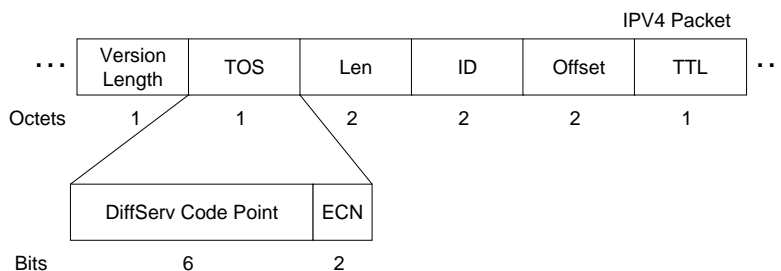 IPV4 Packet
... Version Length TOS Len ID Offset TTL ..
Octets 1 1 2 2 2 1
DiffServ Code Point ECN
Bits 6 2